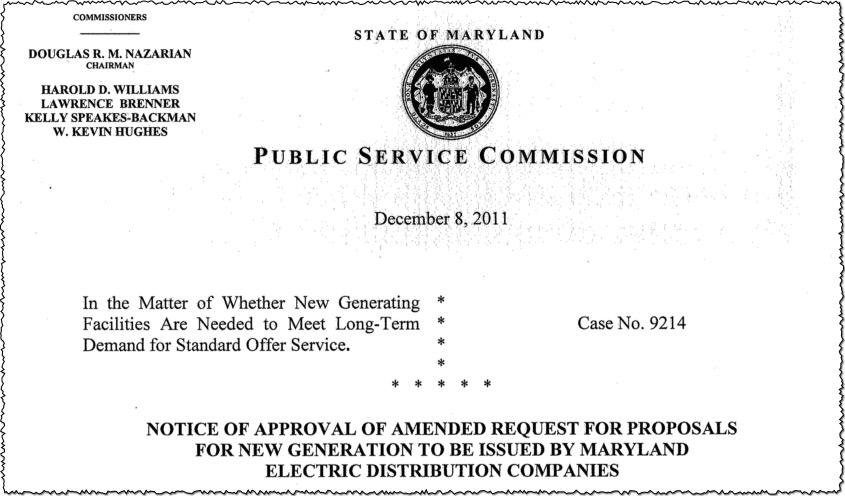 COMMISSIONERS
DOUGLAS R. M. NAZARIAN
CHAIRMAN
HAROLD D. WILLIAMS
LAWRENCE BRENNER
KELLY SPEAKES-BACKMAN
W. KEVIN HUGHES
STATE OF MARYLAND
PUBLIC SERVICE COMMISSION
December 8, 2011
In the Matter of Whether New Generating *
Facilities Are Needed to Meet Long-Term * Case No. 9214
Demand for Standard Offer Service. *
*
* * * * *
NOTICE OF APPROVAL OF AMENDED REQUEST FOR PROPOSALS
FOR NEW GENERATION TO BE ISSUED BY MARYLAND
ELECTRIC DISTRIBUTION COMPANIES